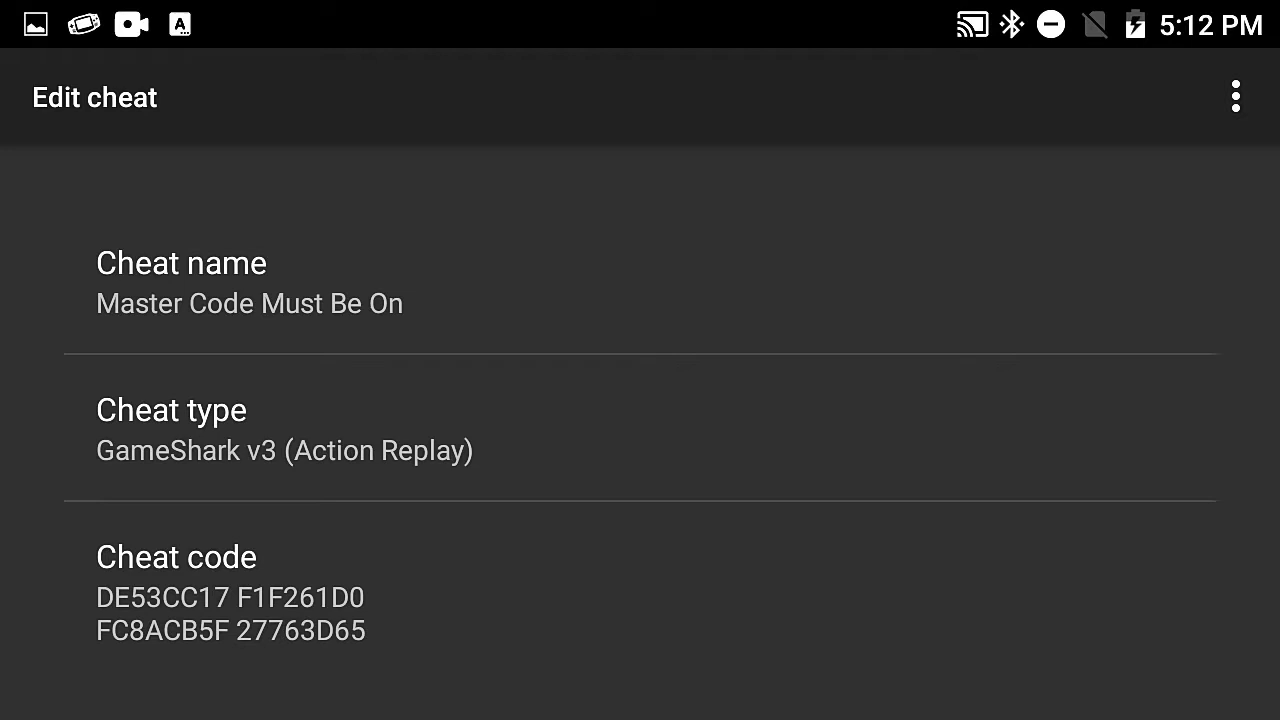 A
5:12 PM
Edit cheat
Cheat name
Master Code Must Be On
Cheat type
GameShark v3 (Action Replay)
Cheat code
DE53CC17 F1F261D0
FC8ACB5F 27763D65